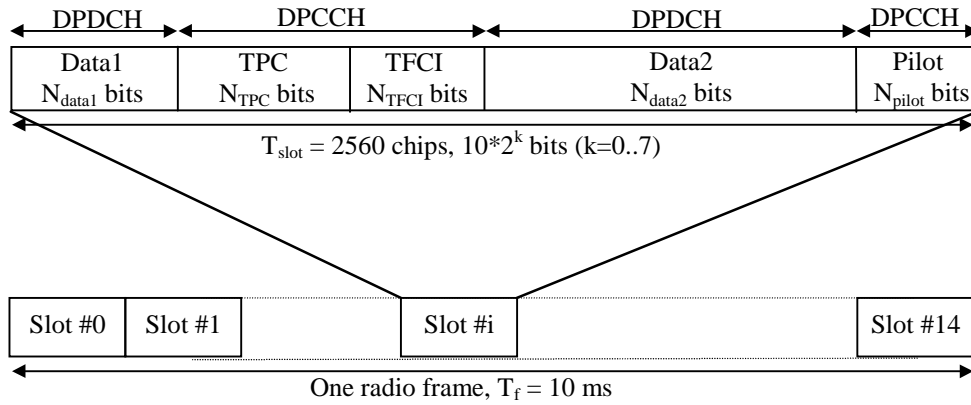 DPDCH DPCCH DPDCH DPCCH
Data1 TPC TFCI Data2 Pilot
N_data1 bits N_TPC bits N_TFCI bits N_data2 bits N_pilot bits
T_slot = 2560 chips, 10*2^k bits (k=0..7)
Slot #0 Slot #1 Slot #i Slot #14
One radio frame, T_f = 10 ms